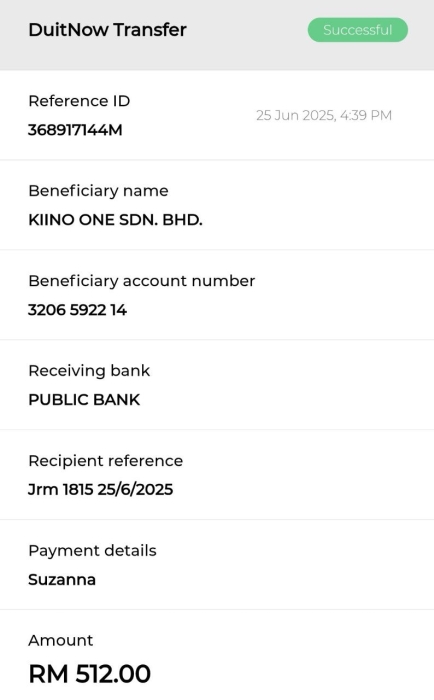 DuitNow Transfer
Successful
Reference ID
25 Jun 2025, 4:39 PM
368917144M
Beneficiary name
KIINO ONE SDN. BHD.
Beneficiary account number
3206 5922 14
Receiving bank
PUBLIC BANK
Recipient reference
Jrm 1815 25/6/2025
Payment details
Suzanna
Amount
RM 512.00